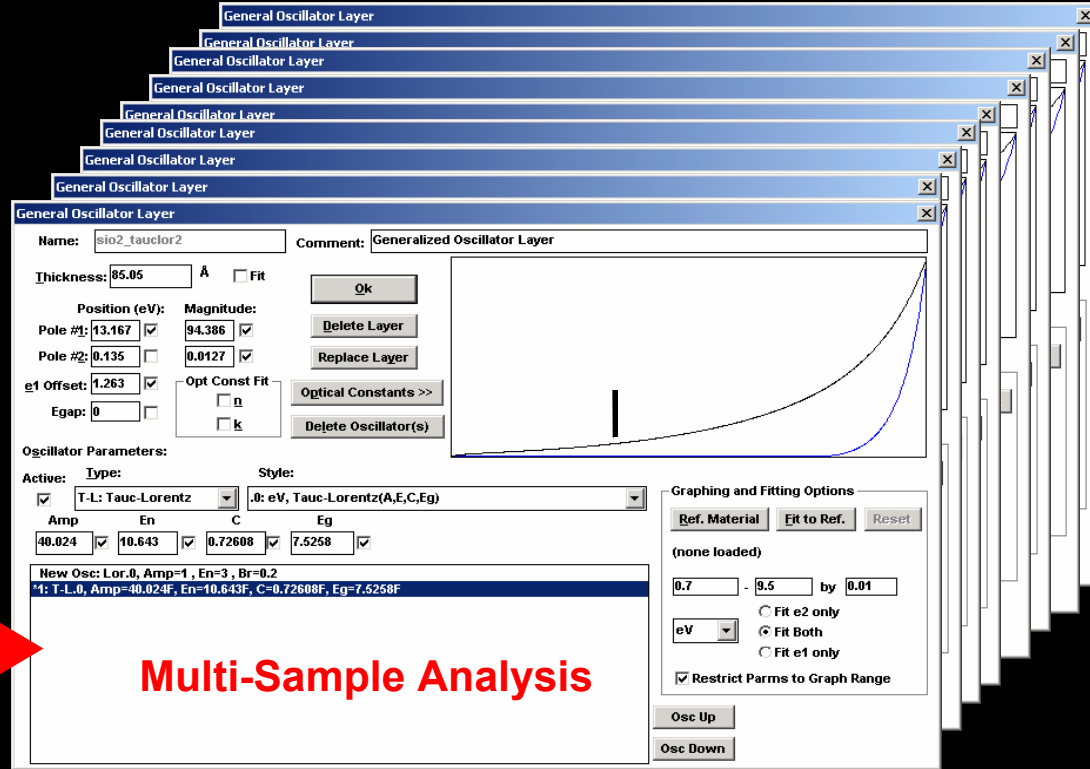 General Oscillator Layer
General Oscillator Layer
General Oscillator Layer
General Oscillator Layer
General Oscillator Layer
General Oscillator Layer
General Oscillator Layer
General Oscillator Layer
General Oscillator Layer
Name: sio2_tauclor2 Comment: Generalized Oscillator Layer
Thickness: 85.05 Å Fit
Ok
Position (eV): Magnitude:
Pole #1: 13.167 94.386 Delete Layer
Pole #2: 0.135 0.0127 Replace Layer
e1 Offset: 1.263 Opt Const Fit Optical Constants >>
n
Egap: 0 k Delete Oscillator(s)
Oscillator Parameters:
Active: Type: Style:
T-L: Tauc-Lorentz .0: eV, Tauc-Lorentz(A,E,C,Eg)
Amp En C Eg
40.024 10.643 0.72608 7.5258
New Osc: Lor.0, Amp=1 , En=3 , Br=0.2
*1: T-L.0, Amp=40.024F, En=10.643F, C=0.72608F, Eg=7.5258F
Multi-Sample Analysis
Graphing and Fitting Options
Ref. Material Fit to Ref. Reset
(none loaded)
0.7 - 9.5 by 0.01
Fit e2 only
eV Fit Both
Fit e1 only
Restrict Parms to Graph Range
Osc Up
Osc Down